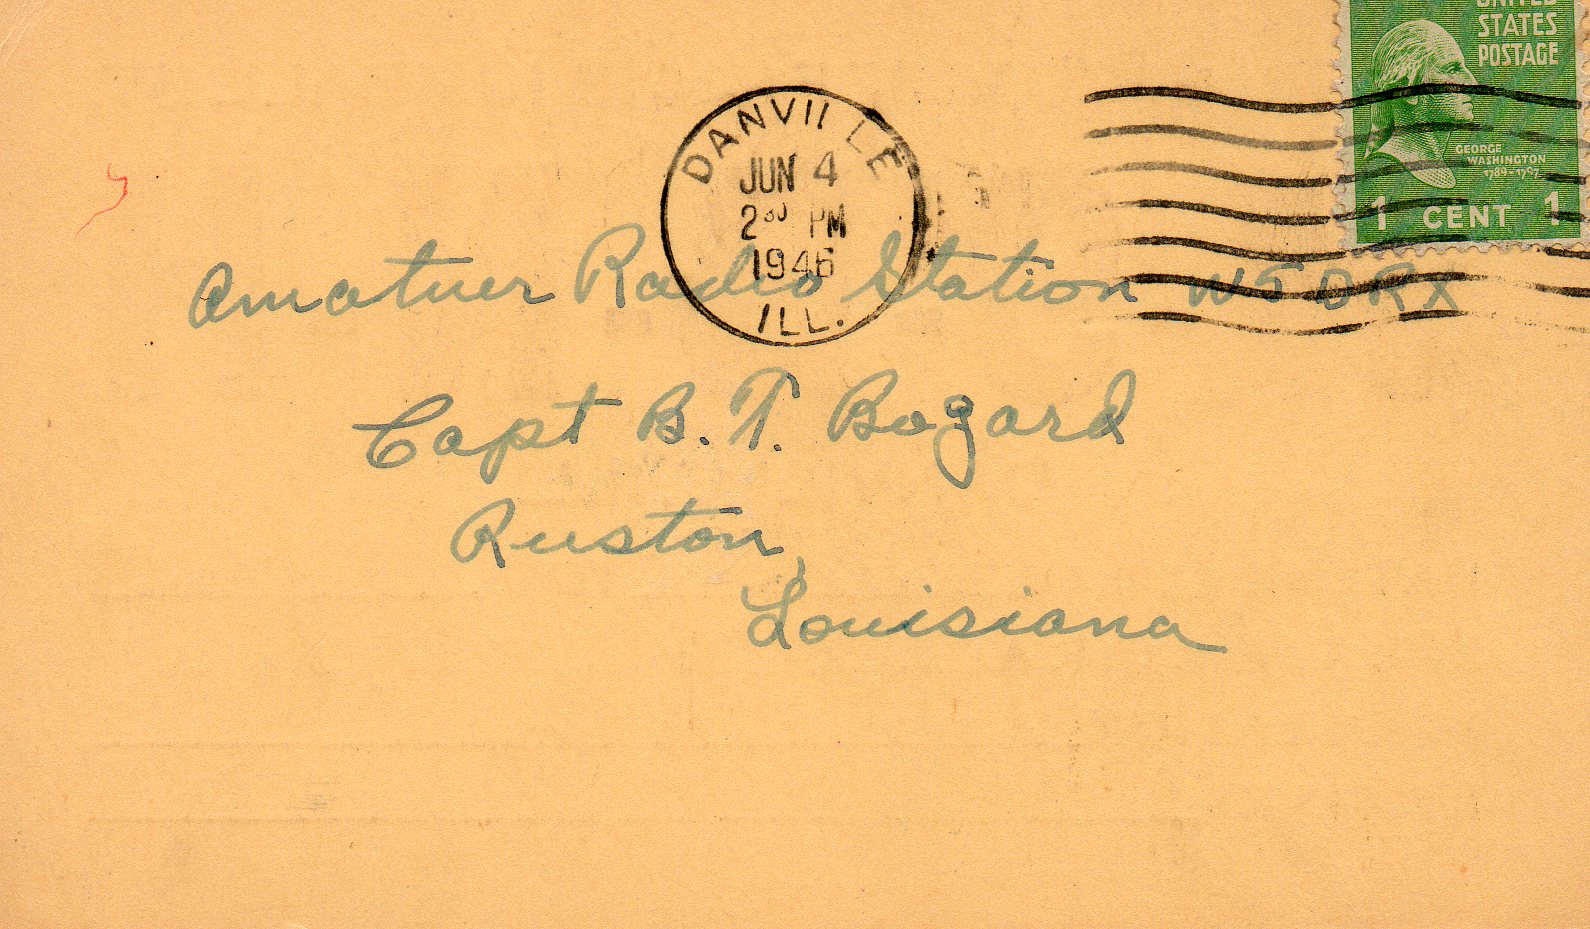 UNITED
STATES
POSTAGE
GEORGE
WASHINGTON
1789-1797
1 CENT 1
DANVILLE
JUN 4
2 30 PM
1946
ILL.
Amatuer Radio Station W5DRX
Capt B. T. Bogard
Ruston,
Louisiana